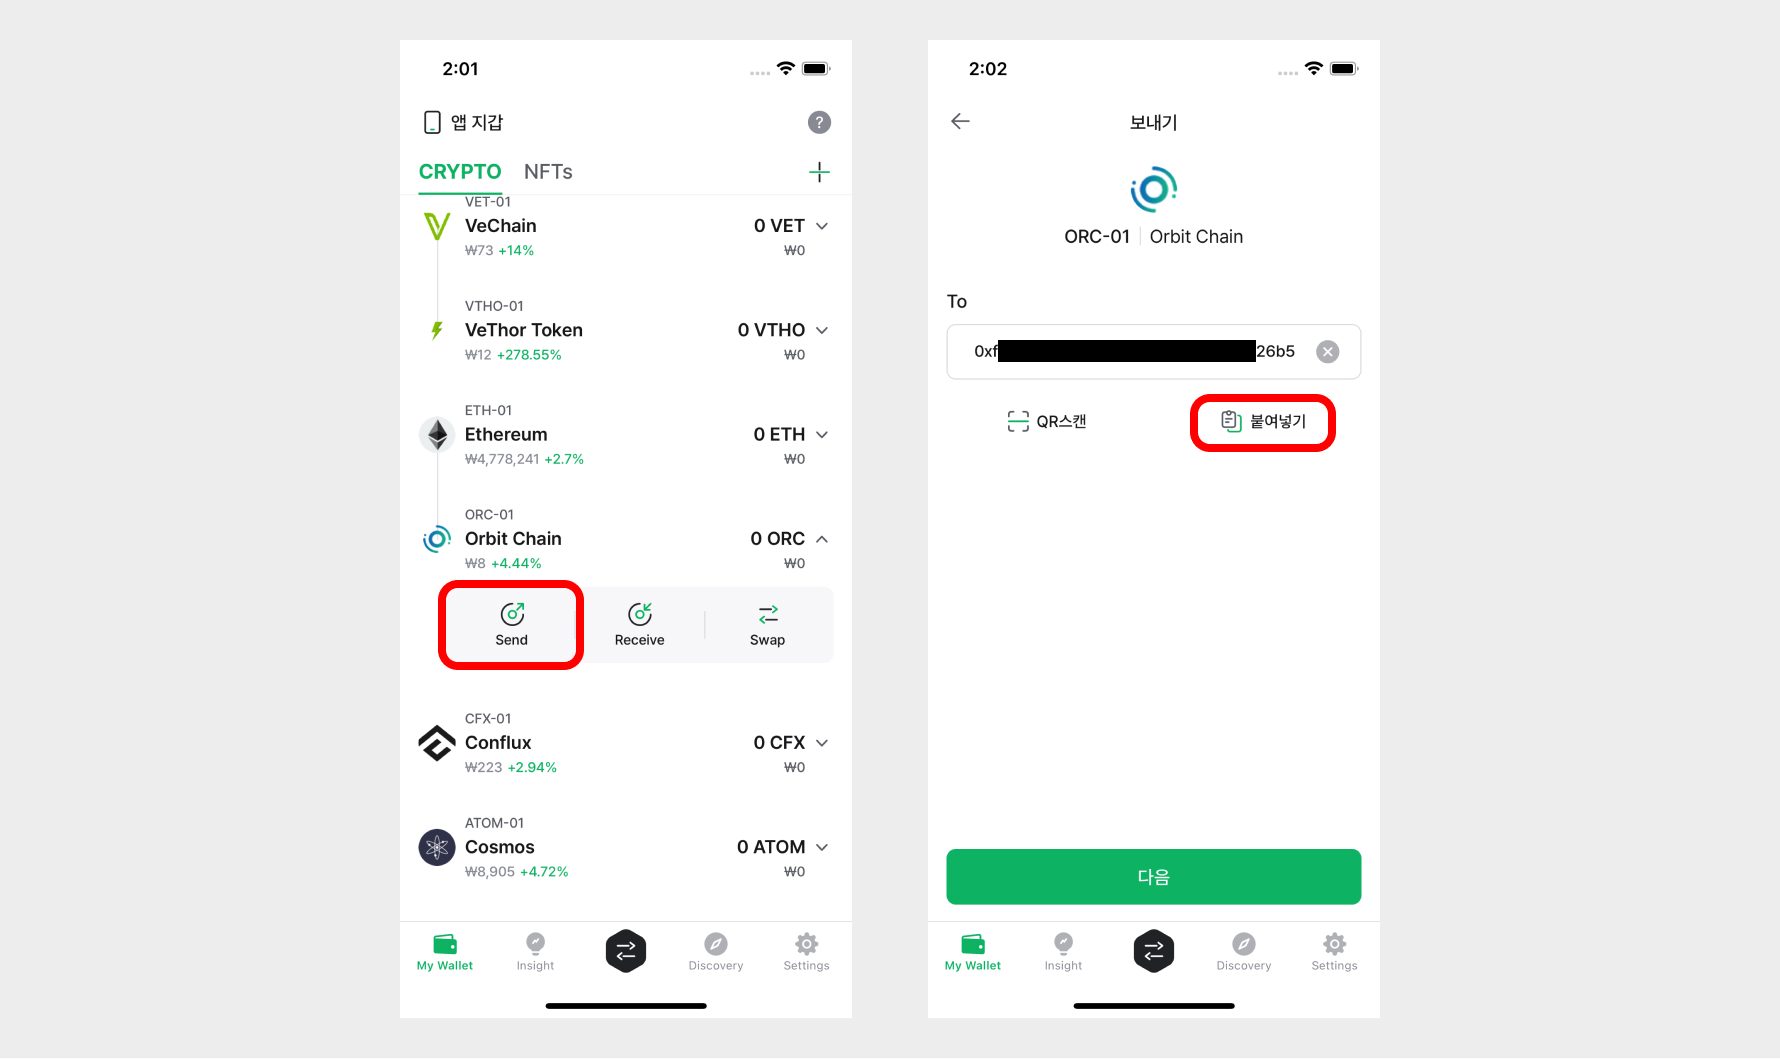 2:01
앱 지갑
?
CRYPTO NFTs
VET-01
VeChain 0 VET
₩73 +14% ₩0
VTHO-01
VeThor Token 0 VTHO
₩12 +278.55% ₩0
ETH-01
Ethereum 0 ETH
₩4,778,241 +2.7% ₩0
ORC-01
Orbit Chain 0 ORC
₩8 +4.44% ₩0
Send Receive Swap
CFX-01
Conflux 0 CFX
₩223 +2.94% ₩0
ATOM-01
Cosmos 0 ATOM
₩8,905 +4.72% ₩0
My Wallet Insight Discovery Settings
2:02
보내기
ORC-01 Orbit Chain
To
0xf 26b5
QR스캔 붙여넣기
다음
My Wallet Insight Discovery Settings